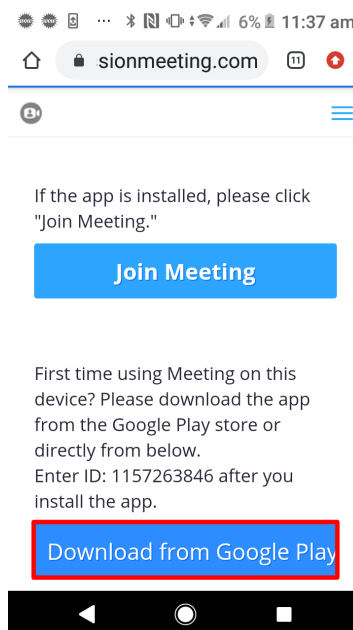 6% 11:37 am
sionmeeting.com 11
If the app is installed, please click
"Join Meeting."
Join Meeting
First time using Meeting on this
device? Please download the app
from the Google Play store or
directly from below.
Enter ID: 1157263846 after you
install the app.
Download from Google Play